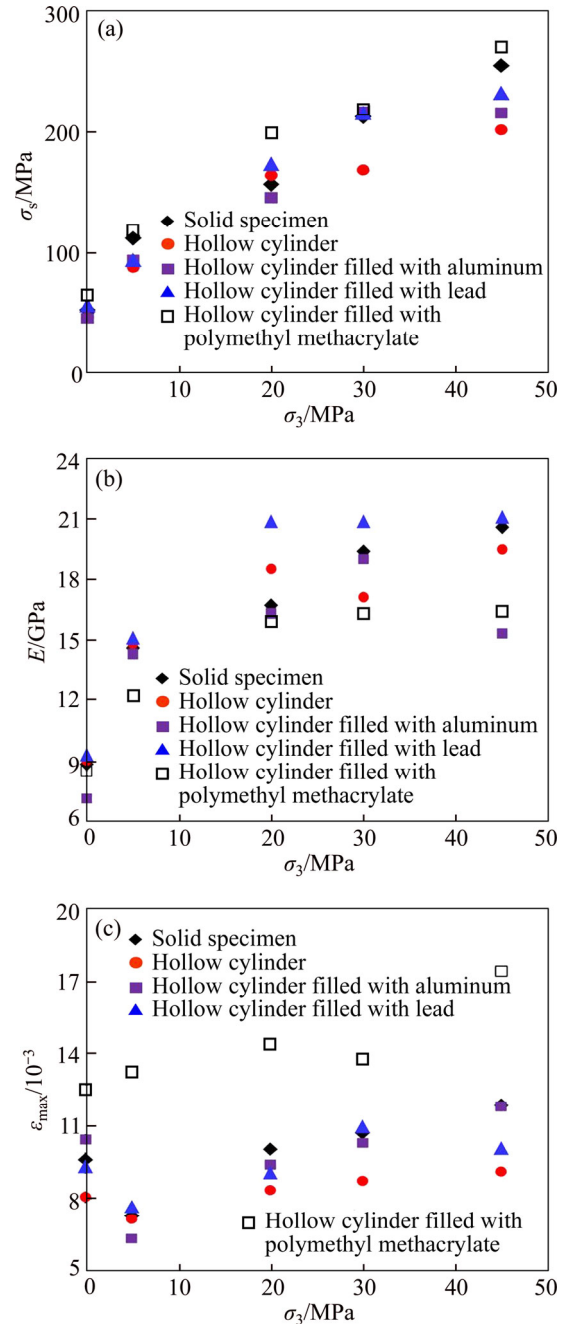 (a)
300
200
100
0
σs/MPa
Solid specimen
Hollow cylinder
Hollow cylinder filled with aluminum
Hollow cylinder filled with lead
Hollow cylinder filled with
polymethyl methacrylate
10 20 30 40 50
σ3/MPa
(b)
24
21
18
15
12
9
6
E/GPa
Solid specimen
Hollow cylinder
Hollow cylinder filled with aluminum
Hollow cylinder filled with lead
Hollow cylinder filled with
polymethyl methacrylate
0 10 20 30 40 50
σ3/MPa
(c)
20
17
14
11
8
5
εmax/10−3
Solid specimen
Hollow cylinder
Hollow cylinder filled with aluminum
Hollow cylinder filled with lead
Hollow cylinder filled with
polymethyl methacrylate
0 10 20 30 40 50
σ3/MPa